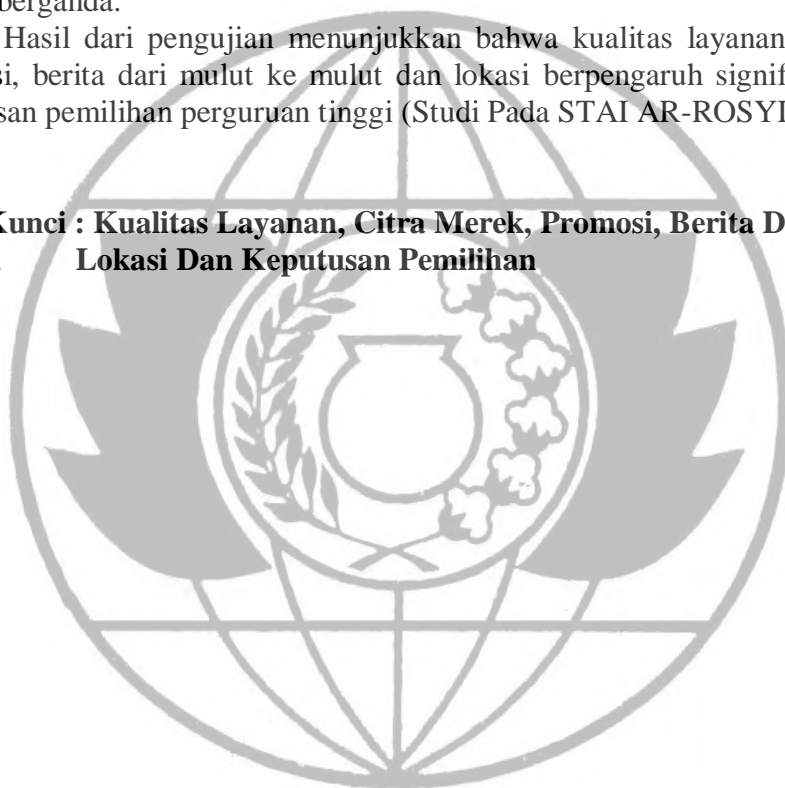 berganda.
Hasil dari pengujian menunjukkan bahwa kualitas layanan
si, berita dari mulut ke mulut dan lokasi berpengaruh signif
san pemilihan perguruan tinggi (Studi Pada STAI AR-ROSYI
Kunci : Kualitas Layanan, Citra Merek, Promosi, Berita D
Lokasi Dan Keputusan Pemilihan